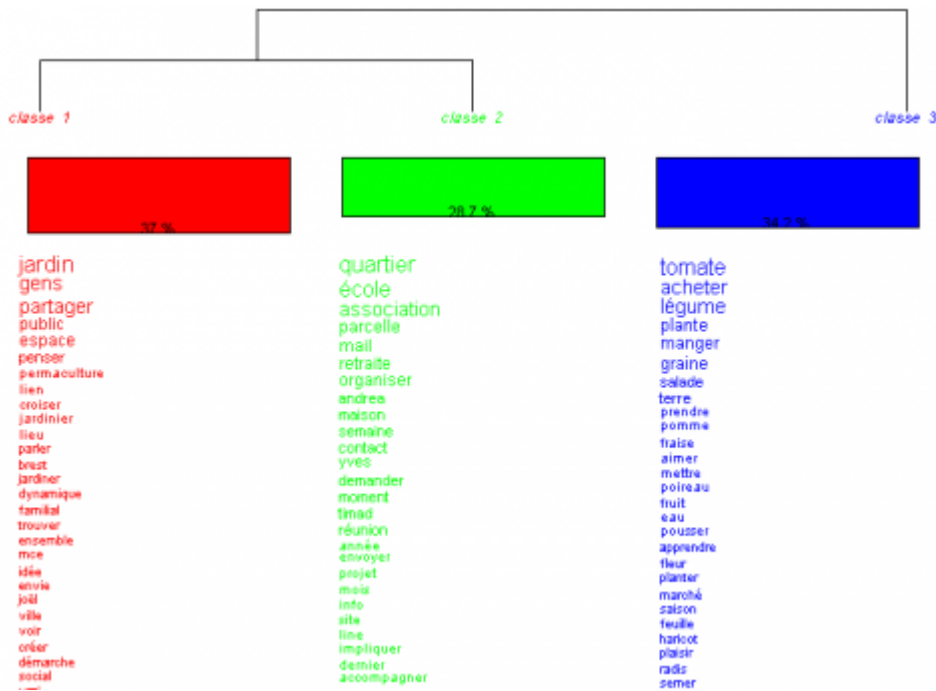 classe 1
classe 2
classe 3
37 %
28.7 %
34.2 %
jardin
gens
partager
public
espace
penser
permaculture
lien
croiser
jardinier
lieu
parler
brest
jardiner
dynamique
familial
trouver
ensemble
mce
idée
envie
joël
ville
voir
créer
démarche
social
quartier
école
association
parcelle
mail
retraite
organiser
andrea
maison
semaine
contact
yves
demander
moment
timad
réunion
année
envoyer
projet
mois
info
site
line
impliquer
dernier
accompagner
tomate
acheter
légume
plante
manger
graine
salade
terre
prendre
pomme
fraise
aimer
mettre
poireau
fruit
eau
pousser
apprendre
fleur
planter
marché
saison
feuille
haricot
plaisir
radis
semer